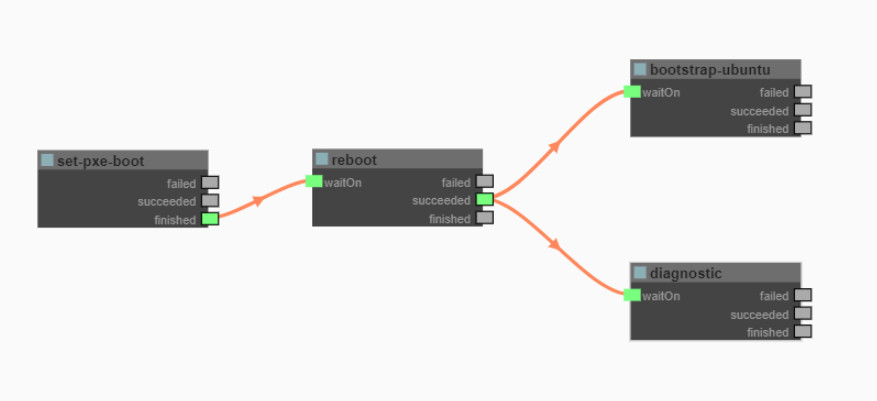 set-pxe-boot
failed
succeeded
finished
reboot
waitOn failed
succeeded
finished
bootstrap-ubuntu
waitOn failed
succeeded
finished
diagnostic
waitOn failed
succeeded
finished